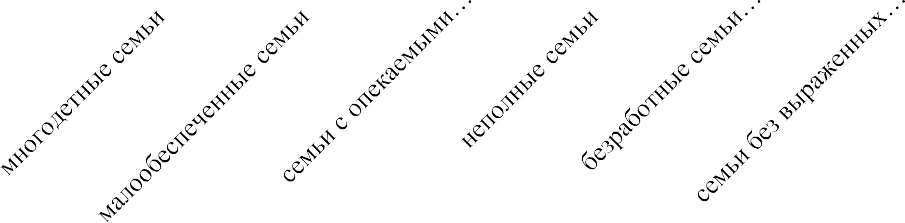 многодетные семьи
малообеспеченные семьи
семьи с опекаемыми…
неполные семьи
безработные семьи…
семьи без выраженных…